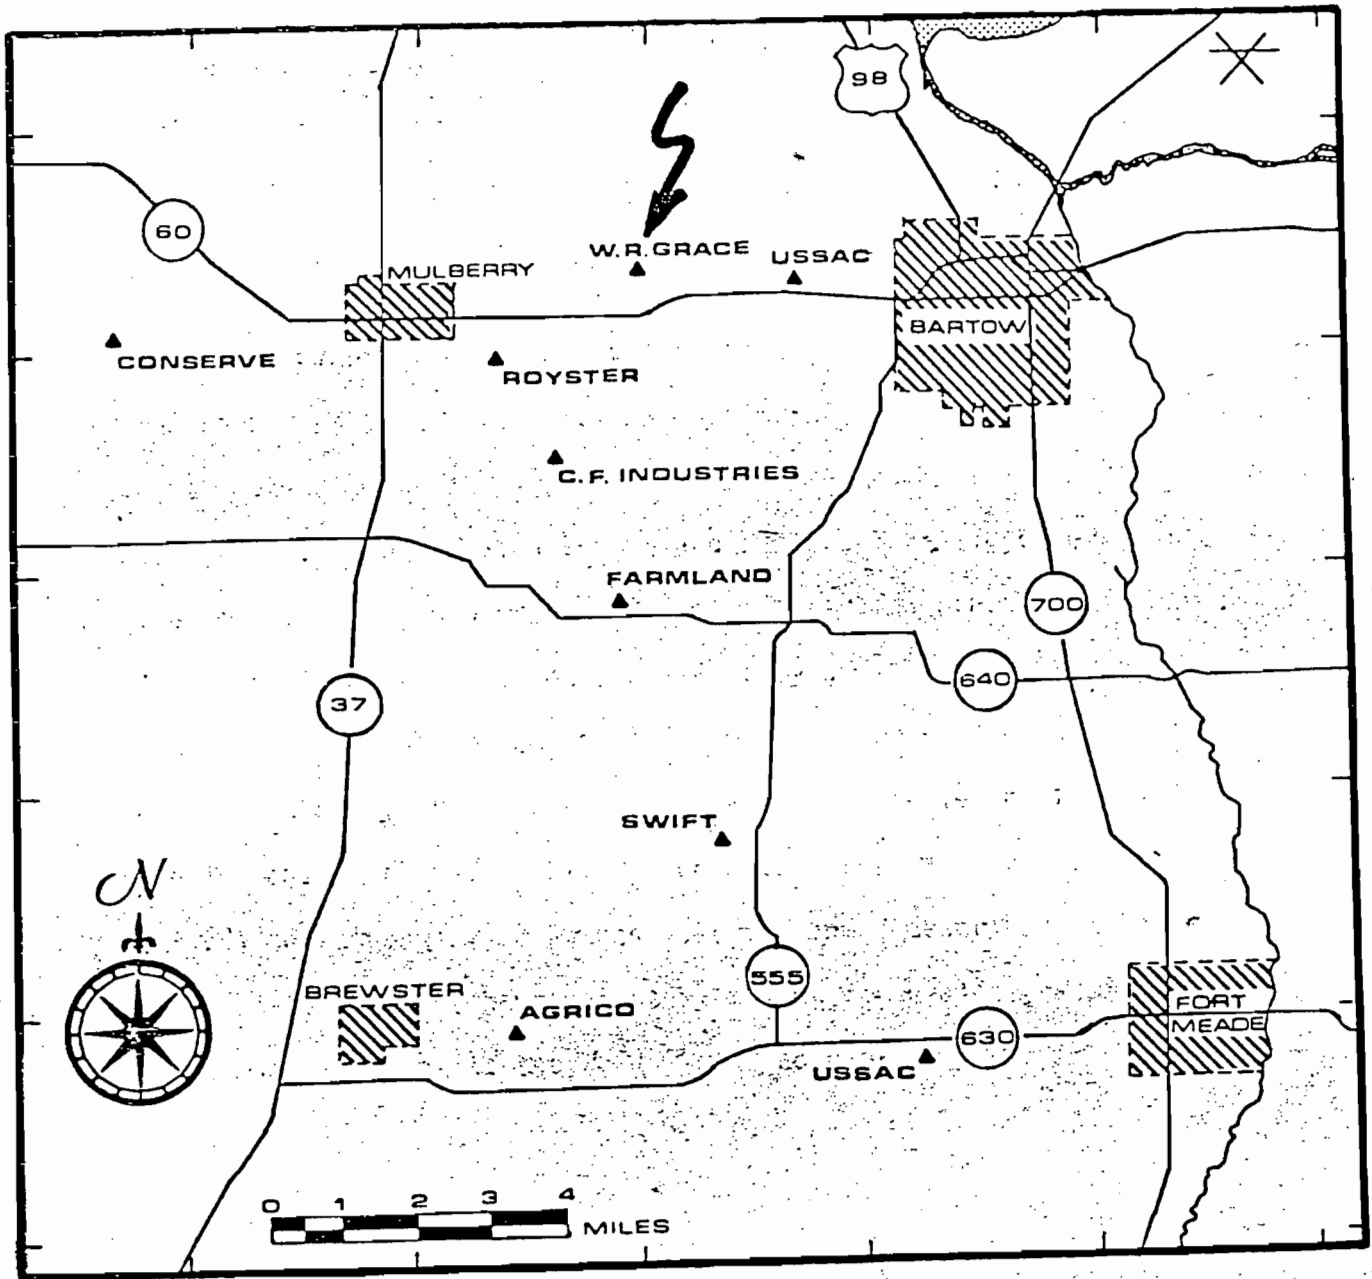 98
60
W.R. GRACE
USSAC
MULBERRY
BARTOW
CONSERVE
ROYSTER
C.F. INDUSTRIES
FARMLAND
700
640
37
SWIFT
N
555
BREWSTER
AGRICO
FORT
MEADE
630
USSAC
0 1 2 3 4
MILES